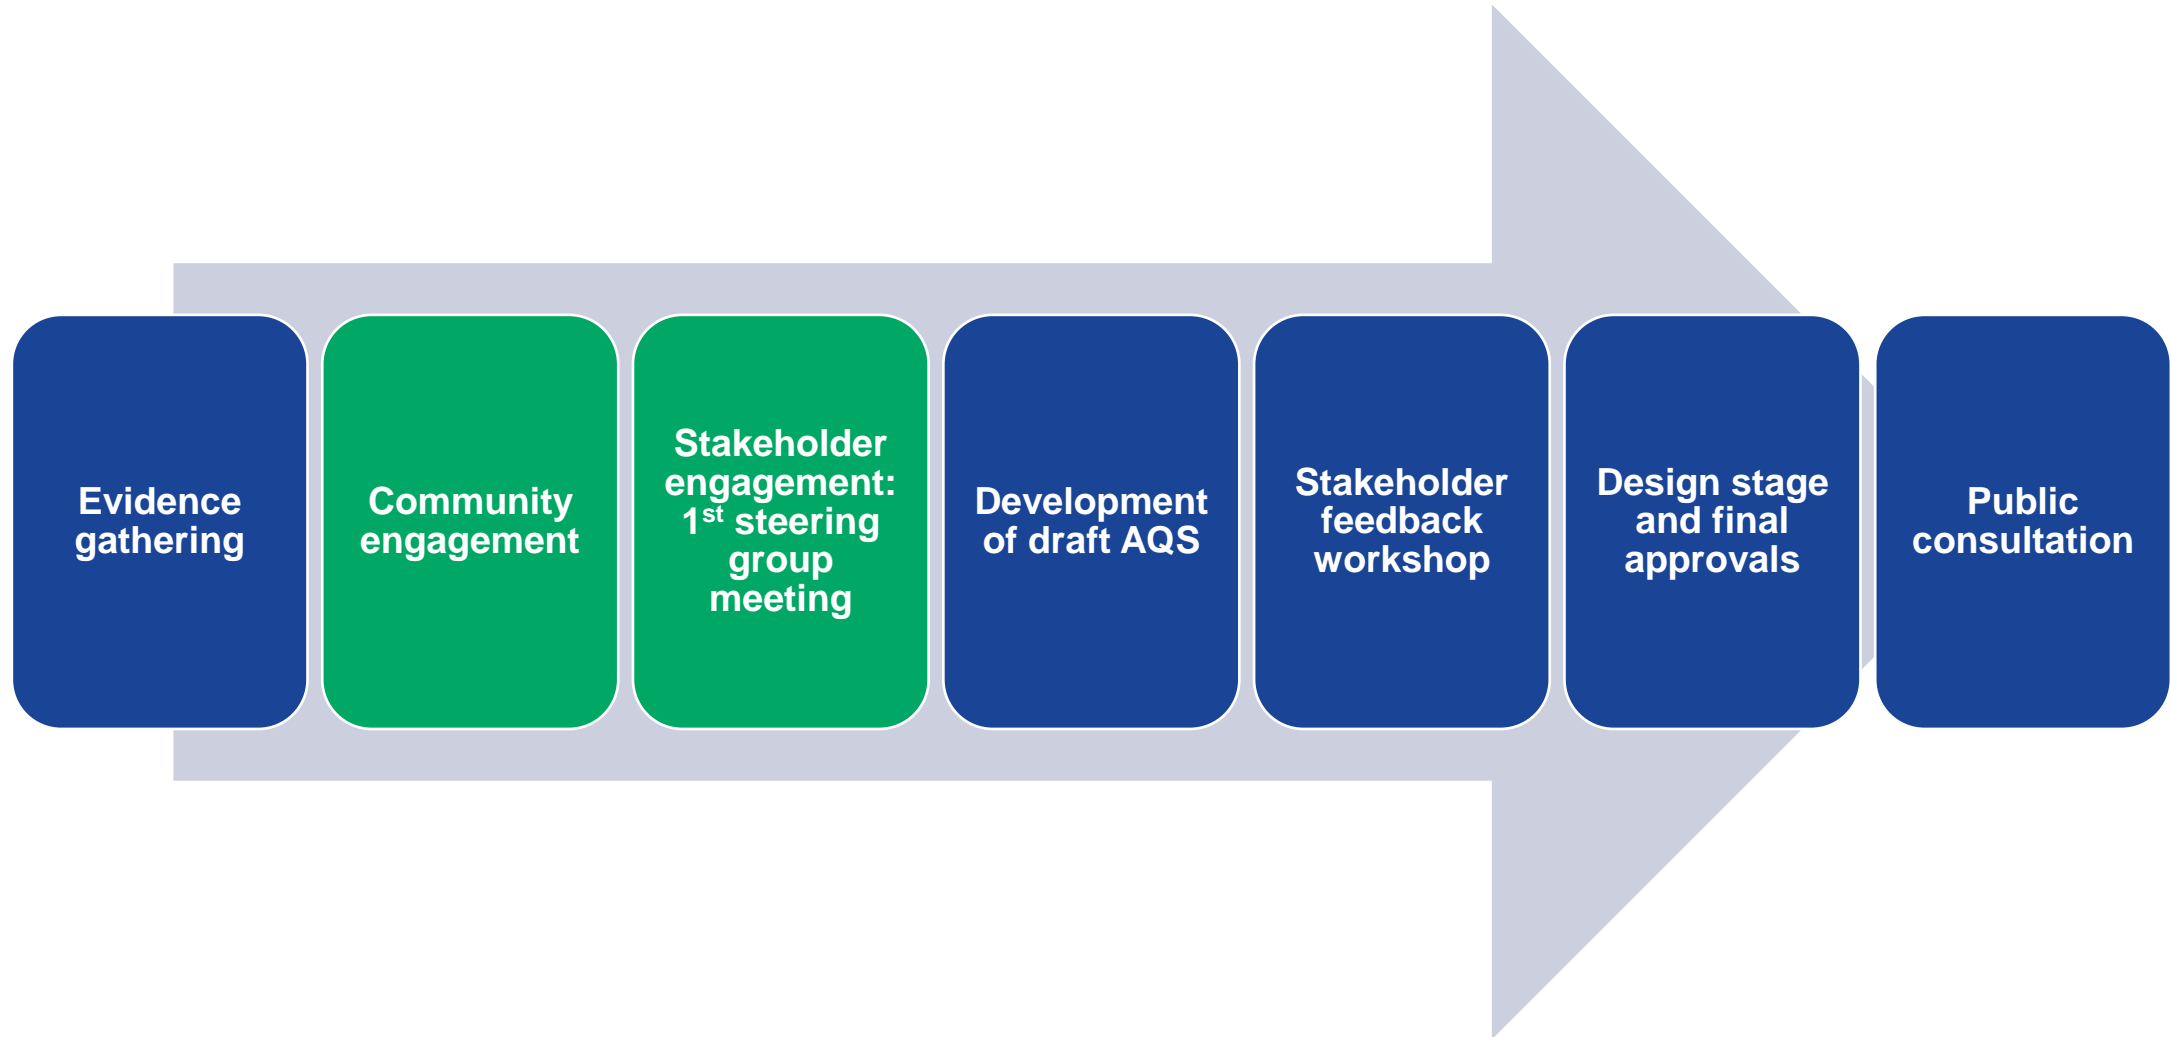 Evidence
gathering
Community
engagement
Stakeholder
engagement:
1st steering
group
meeting
Development
of draft AQS
Stakeholder
feedback
workshop
Design stage
and final
approvals
Public
consultation